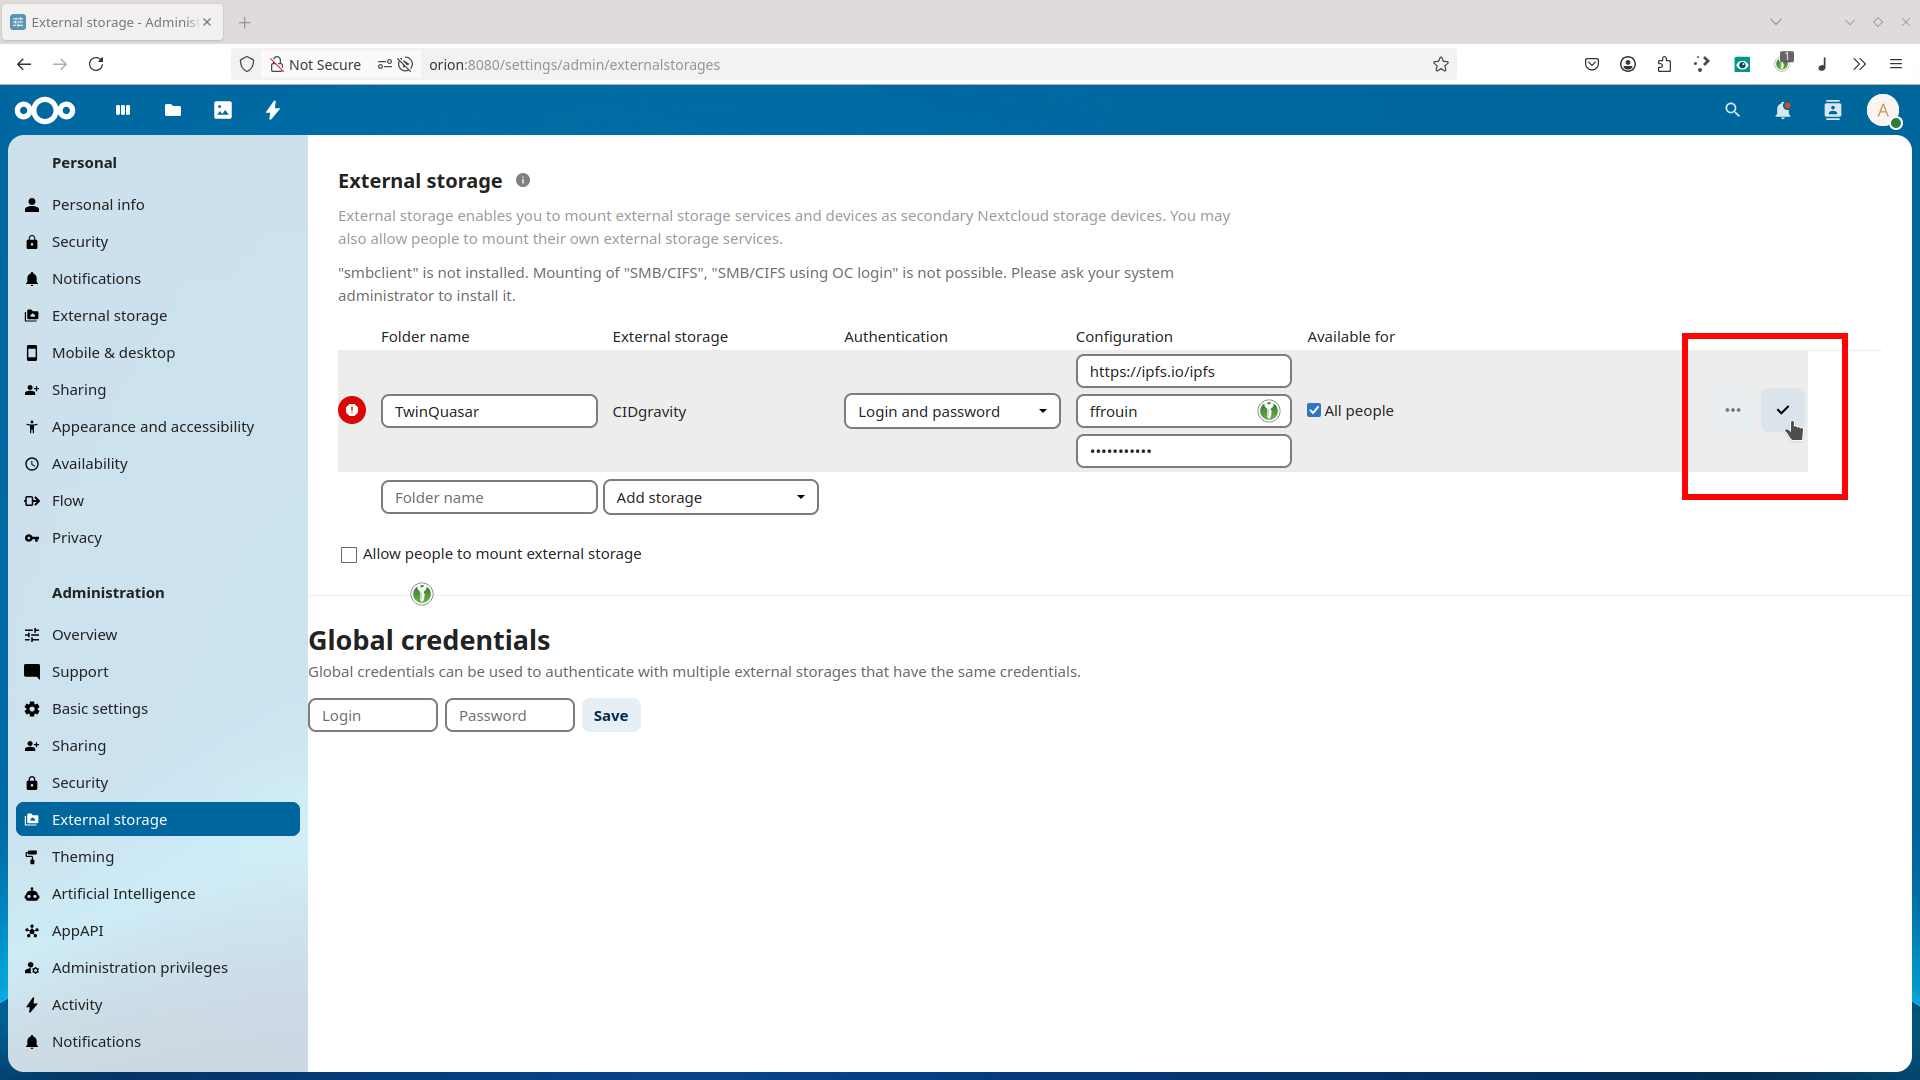 External storage - Adminis
Not Secure
orion:8080/settings/admin/externalstorages
1
A
Personal
Personal info
Security
Notifications
External storage
Mobile & desktop
Sharing
Appearance and accessibility
Availability
Flow
Privacy
Administration
Overview
Support
Basic settings
Sharing
Security
External storage
Theming
Artificial Intelligence
AppAPI
Administration privileges
Activity
Notifications
External storage
External storage enables you to mount external storage services and devices as secondary Nextcloud storage devices. You may
also allow people to mount their own external storage services.
"smbclient" is not installed. Mounting of "SMB/CIFS", "SMB/CIFS using OC login" is not possible. Please ask your system
administrator to install it.
Folder name External storage Authentication Configuration Available for
https://ipfs.io/ipfs
TwinQuasar CIDgravity Login and password ffrouin All people
•••••••••••
Folder name Add storage
Allow people to mount external storage
Global credentials
Global credentials can be used to authenticate with multiple external storages that have the same credentials.
Login Password Save